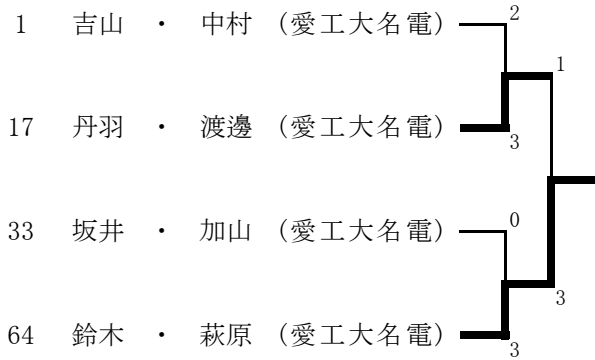 1 吉山 ・ 中村 (愛工大名電) 2
1
17 丹羽 ・ 渡邊 (愛工大名電) 3
33 坂井 ・ 加山 (愛工大名電) 0
3
64 鈴木 ・ 萩原 (愛工大名電) 3